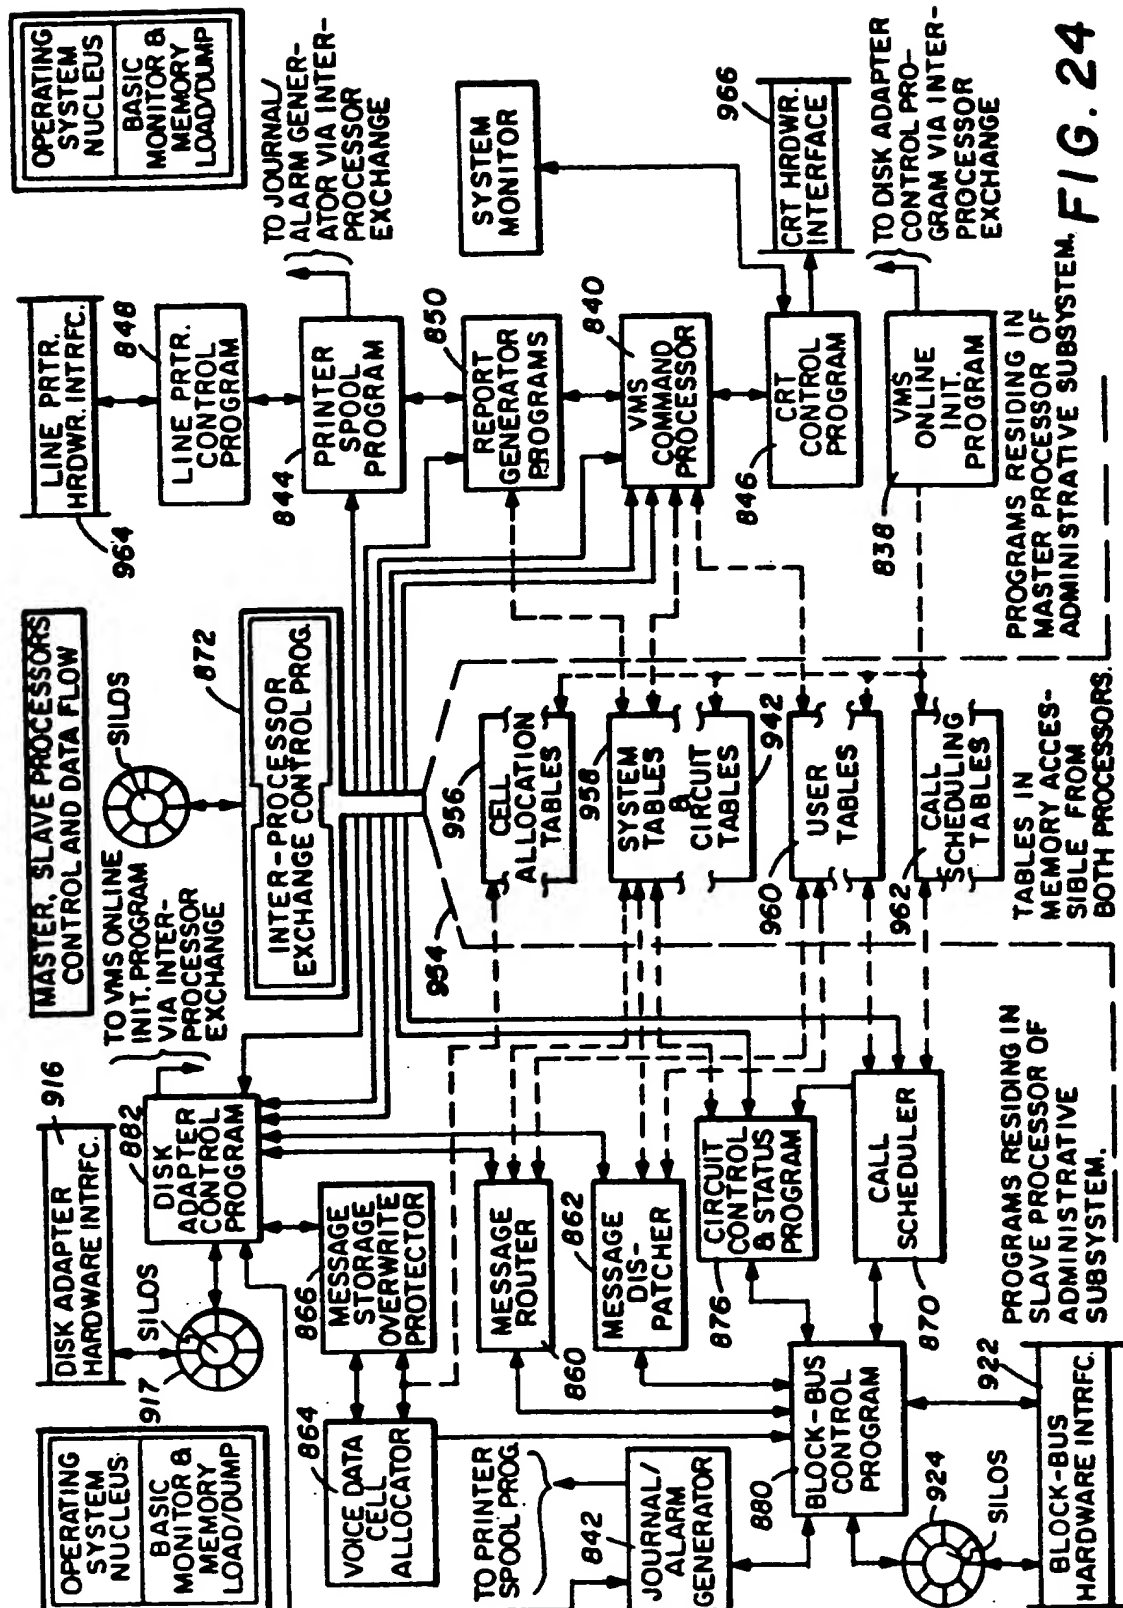 MASTER, SLAVE PROCESSORS
CONTROL AND DATA FLOW
OPERATING
SYSTEM
NUCLEUS
BASIC
MONITOR &
MEMORY
LOAD/DUMP
DISK ADAPTER
HARDWARE INTRFC.
916
917
SILOS
882
DISK
ADAPTER
CONTROL
PROGRAM
TO VMS ONLINE
INIT. PROGRAM
VIA INTER-
PROCESSOR
EXCHANGE
SILOS
872
INTER-PROCESSOR
EXCHANGE CONTROL PROG.
LINE PRTR.
HRDWR. INTRFC.
964
848
LINE PRTR.
CONTROL
PROGRAM
844
PRINTER
SPOOL
PROGRAM
TO JOURNAL/
ALARM GENER-
ATOR VIA INTER-
PROCESSOR
EXCHANGE
OPERATING
SYSTEM
NUCLEUS
BASIC
MONITOR &
MEMORY
LOAD/DUMP
864
VOICE DATA
CELL
ALLOCATOR
866
MESSAGE
STORAGE
OVERWRITE
PROTECTOR
MESSAGE
ROUTER
860
862
MESSAGE
DIS-
PATCHER
954
956
CELL
ALLOCATION
TABLES
958
SYSTEM
TABLES
&
CIRCUIT
TABLES
942
850
REPORT
GENERATOR
PROGRAMS
840
VMS
COMMAND
PROCESSOR
SYSTEM
MONITOR
TO PRINTER
SPOOL PROG.
842
JOURNAL/
ALARM
GENERATOR
880
BLOCK-BUS
CONTROL
PROGRAM
876
CIRCUIT
CONTROL
& STATUS
PROGRAM
CALL
SCHEDULER
870
960
USER
TABLES
962
CALL
SCHEDULING
TABLES
846
CRT
CONTROL
PROGRAM
966
CRT HRDWR.
INTERFACE
838
VMS
ONLINE
INIT.
PROGRAM
TO DISK ADAPTER
CONTROL PRO-
GRAM VIA INTER-
PROCESSOR
EXCHANGE
924
SILOS
922
BLOCK-BUS
HARDWARE INTRFC.
PROGRAMS RESIDING IN
SLAVE PROCESSOR OF
ADMINISTRATIVE
SUBSYSTEM.
TABLES IN
MEMORY ACCES-
SIBLE FROM
BOTH PROCESSORS.
PROGRAMS RESIDING IN
MASTER PROCESSOR OF
ADMINISTRATIVE SUBSYSTEM.
FIG. 24